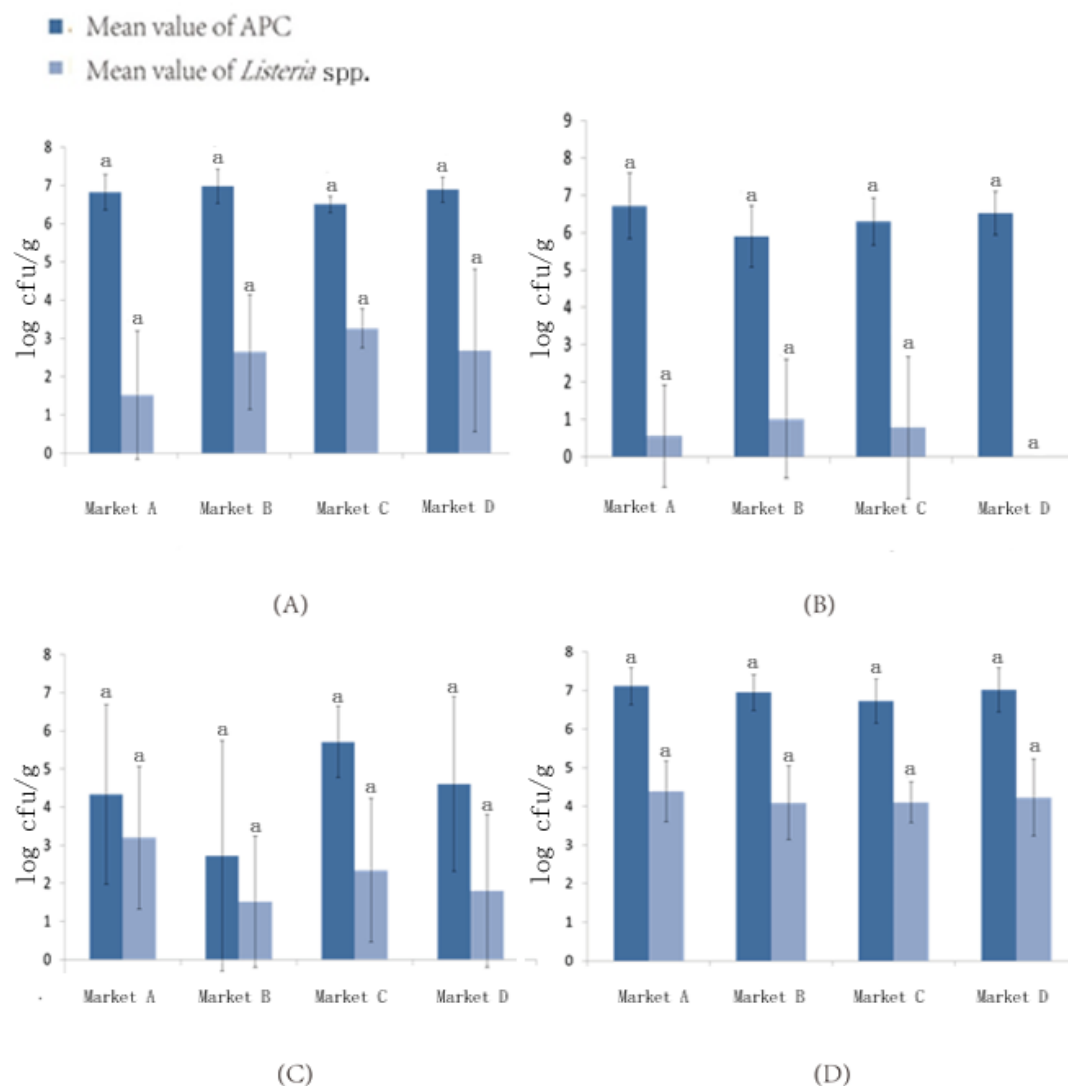 Mean value of APC
Mean value of Listeria spp.
8
7
6
5
4
3
2
1
0
log cfu/g
a
a
a
a
a
a
a
a
Market A Market B Market C Market D
(A)
9
8
7
6
5
4
3
2
1
0
log cfu/g
a
a
a
a
a
a
a
a
Market A Market B Market C Market D
(B)
8
7
6
5
4
3
2
1
0
log cfu/g
a
a
a
a
a
a
a
a
Market A Market B Market C Market D
(C)
8
7
6
5
4
3
2
1
0
log cfu/g
a
a
a
a
a
a
a
a
Market A Market B Market C Market D
(D)